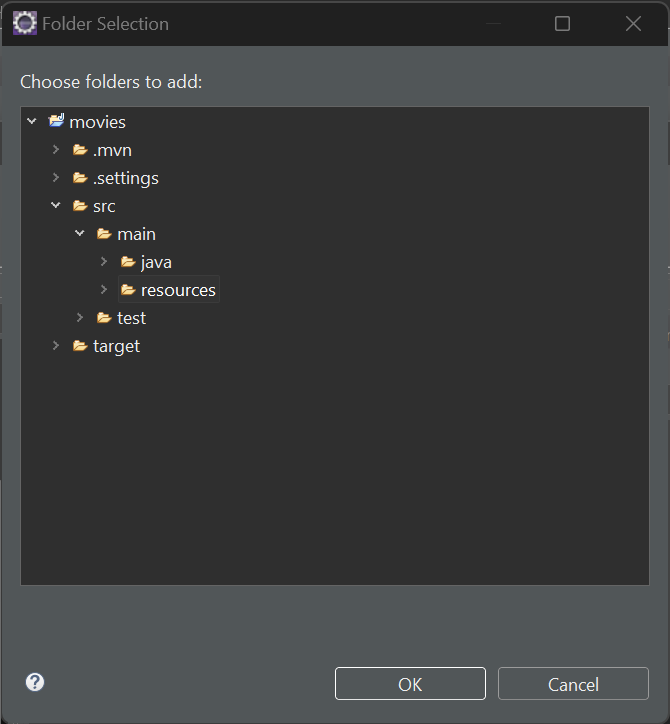 Folder Selection
Choose folders to add:
movies
.mvn
.settings
src
main
java
resources
test
target
OK
Cancel